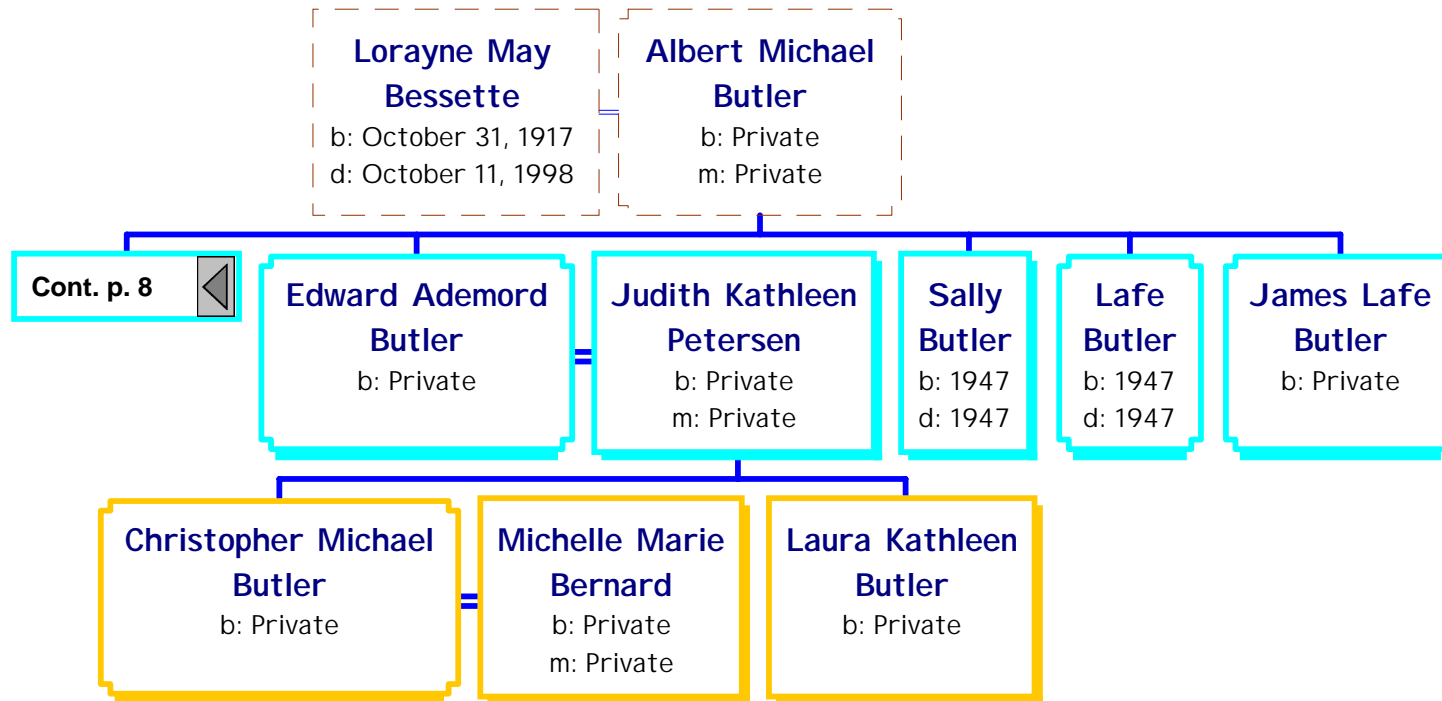 Lorayne May
Bessette
b: October 31, 1917
d: October 11, 1998
Albert Michael
Butler
b: Private
m: Private
Cont. p. 8
Edward Ademord
Butler
b: Private
Judith Kathleen
Petersen
b: Private
m: Private
Sally
Butler
b: 1947
d: 1947
Lafe
Butler
b: 1947
d: 1947
James Lafe
Butler
b: Private
Christopher Michael
Butler
b: Private
Michelle Marie
Bernard
b: Private
m: Private
Laura Kathleen
Butler
b: Private